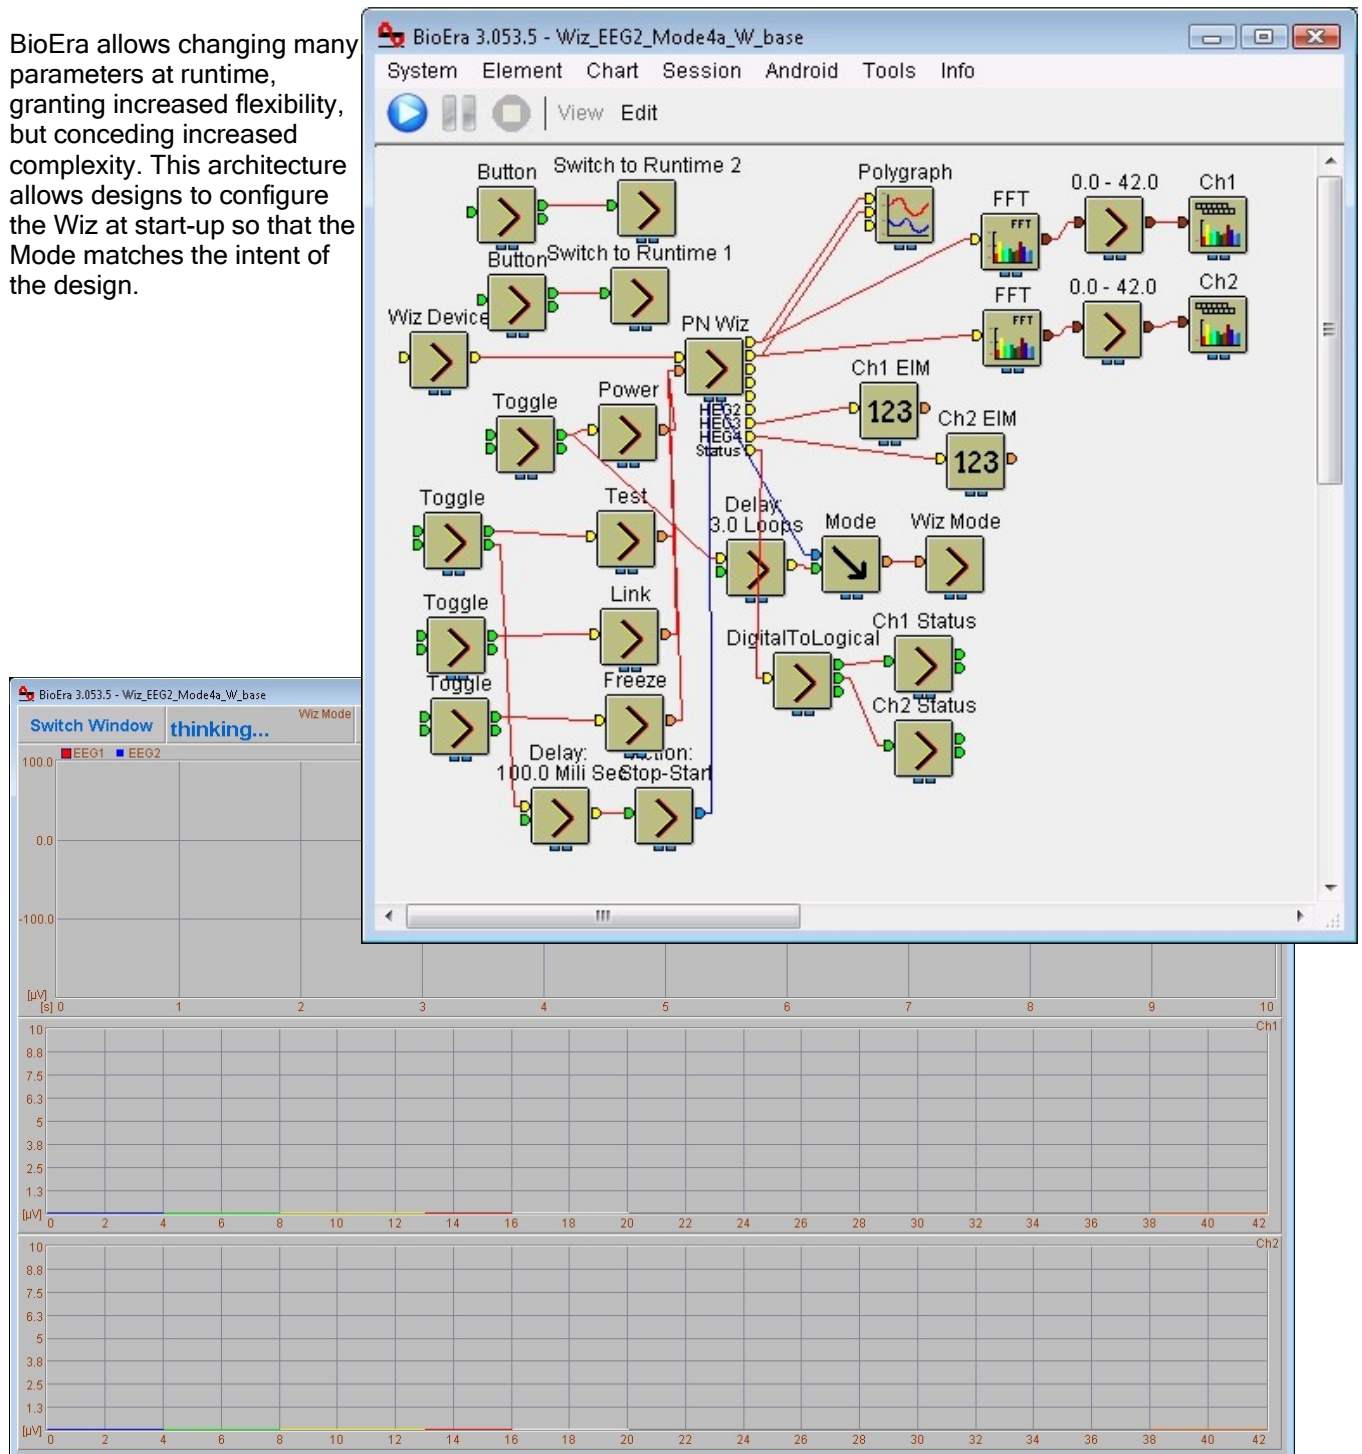 BioEra allows changing many
parameters at runtime,
granting increased flexibility,
but conceding increased
complexity. This architecture
allows designs to configure
the Wiz at start-up so that the
Mode matches the intent of
the design.
BioEra 3.053.5 - Wiz_EEG2_Mode4a_W_base
System Element Chart Session Android Tools Info
View Edit
Button Switch to Runtime 2
Polygraph
FFT
0.0 - 42.0
Ch1
FFT
Button Switch to Runtime 1
FFT
0.0 - 42.0
Ch2
FFT
Wiz Device
PN Wiz
HEG2
HEG3
HEG4
Status
Ch1 EIM
123
Ch2 EIM
123
Toggle
Power
Toggle
Test
Delay:
3.0 Loops
Mode
Wiz Mode
Toggle
Link
DigitalToLogical
Ch1 Status
Toggle
Freeze
Ch2 Status
Delay:
100.0 Mili Sec
Stop-Start
BioEra 3.053.5 - Wiz_EEG2_Mode4a_W_base
Switch Window
thinking...
Wiz Mode
EEG1 EEG2
100.0
0.0
-100.0
[µV]
[s] 0 1 2 3 4 5 6 7 8 9 10
Ch1
10
8.8
7.5
6.3
5
3.8
2.5
1.3
[µV]
0 2 4 6 8 10 12 14 16 18 20 22 24 26 28 30 32 34 36 38 40 42
Ch2
10
8.8
7.5
6.3
5
3.8
2.5
1.3
[µV]
0 2 4 6 8 10 12 14 16 18 20 22 24 26 28 30 32 34 36 38 40 42